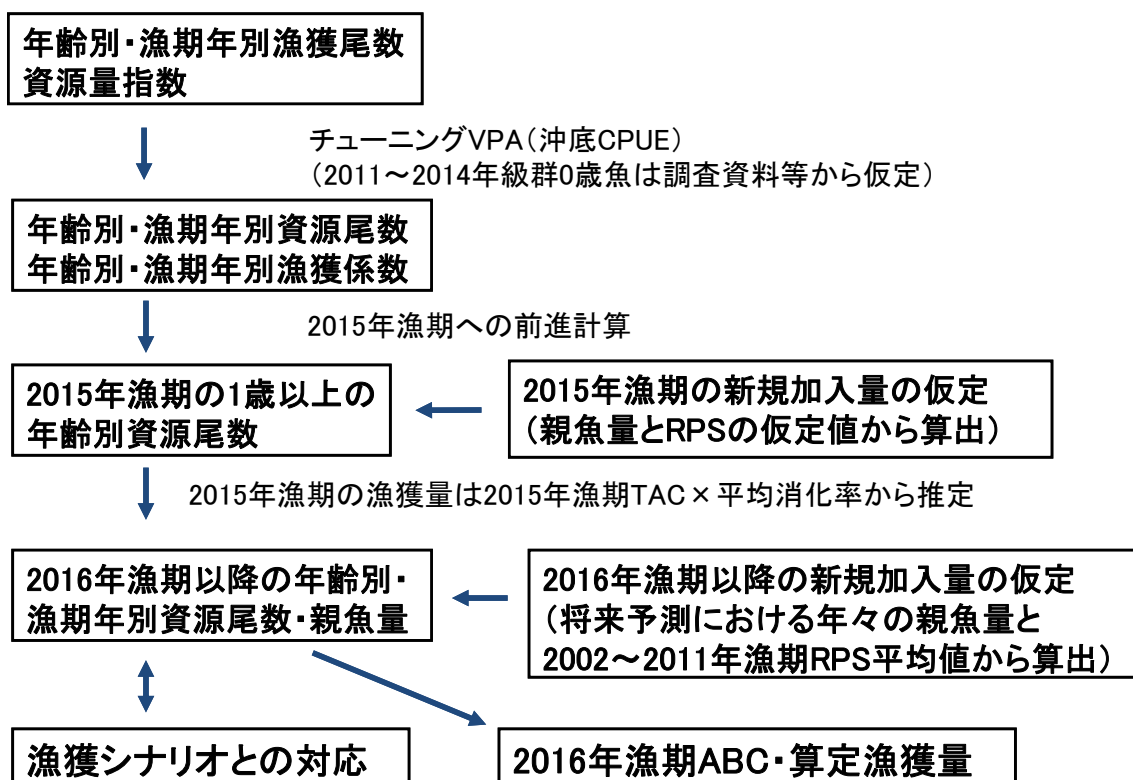 年齢別・漁期年別漁獲尾数
資源量指数
チューニングVPA（沖底CPUE）
（2011～2014年級群0歳魚は調査資料等から仮定）
年齢別・漁期年別資源尾数
年齢別・漁期年別漁獲係数
2015年漁期への前進計算
2015年漁期の1歳以上の
年齢別資源尾数
2015年漁期の新規加入量の仮定
（親魚量とRPSの仮定値から算出）
2015年漁期の漁獲量は2015年漁期TAC×平均消化率から推定
2016年漁期以降の年齢別・
漁期年別資源尾数・親魚量
2016年漁期以降の新規加入量の仮定
（将来予測における年々の親魚量と
2002～2011年漁期RPS平均値から算出）
漁獲シナリオとの対応
2016年漁期ABC・算定漁獲量